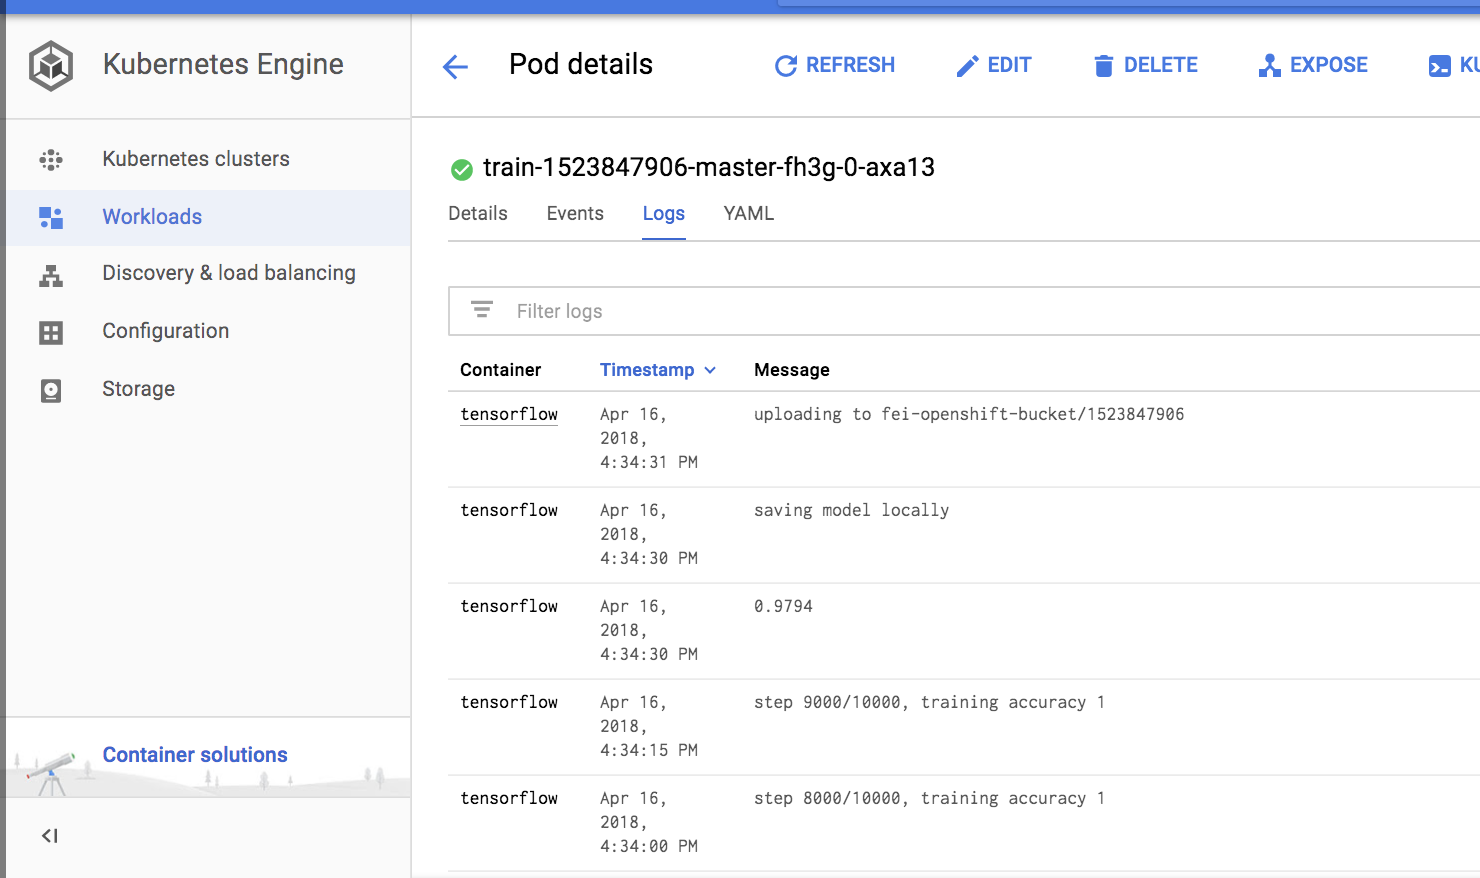 Kubernetes Engine
Pod details
REFRESH
EDIT
DELETE
EXPOSE
KU
Kubernetes clusters
Workloads
Discovery & load balancing
Configuration
Storage
Container solutions
train-1523847906-master-fh3g-0-axa13
Details Events Logs YAML
Filter logs
Container Timestamp Message
tensorflow Apr 16, uploading to fei-openshift-bucket/1523847906
2018,
4:34:31 PM
tensorflow Apr 16, saving model locally
2018,
4:34:30 PM
tensorflow Apr 16, 0.9794
2018,
4:34:30 PM
tensorflow Apr 16, step 9000/10000, training accuracy 1
2018,
4:34:15 PM
tensorflow Apr 16, step 8000/10000, training accuracy 1
2018,
4:34:00 PM